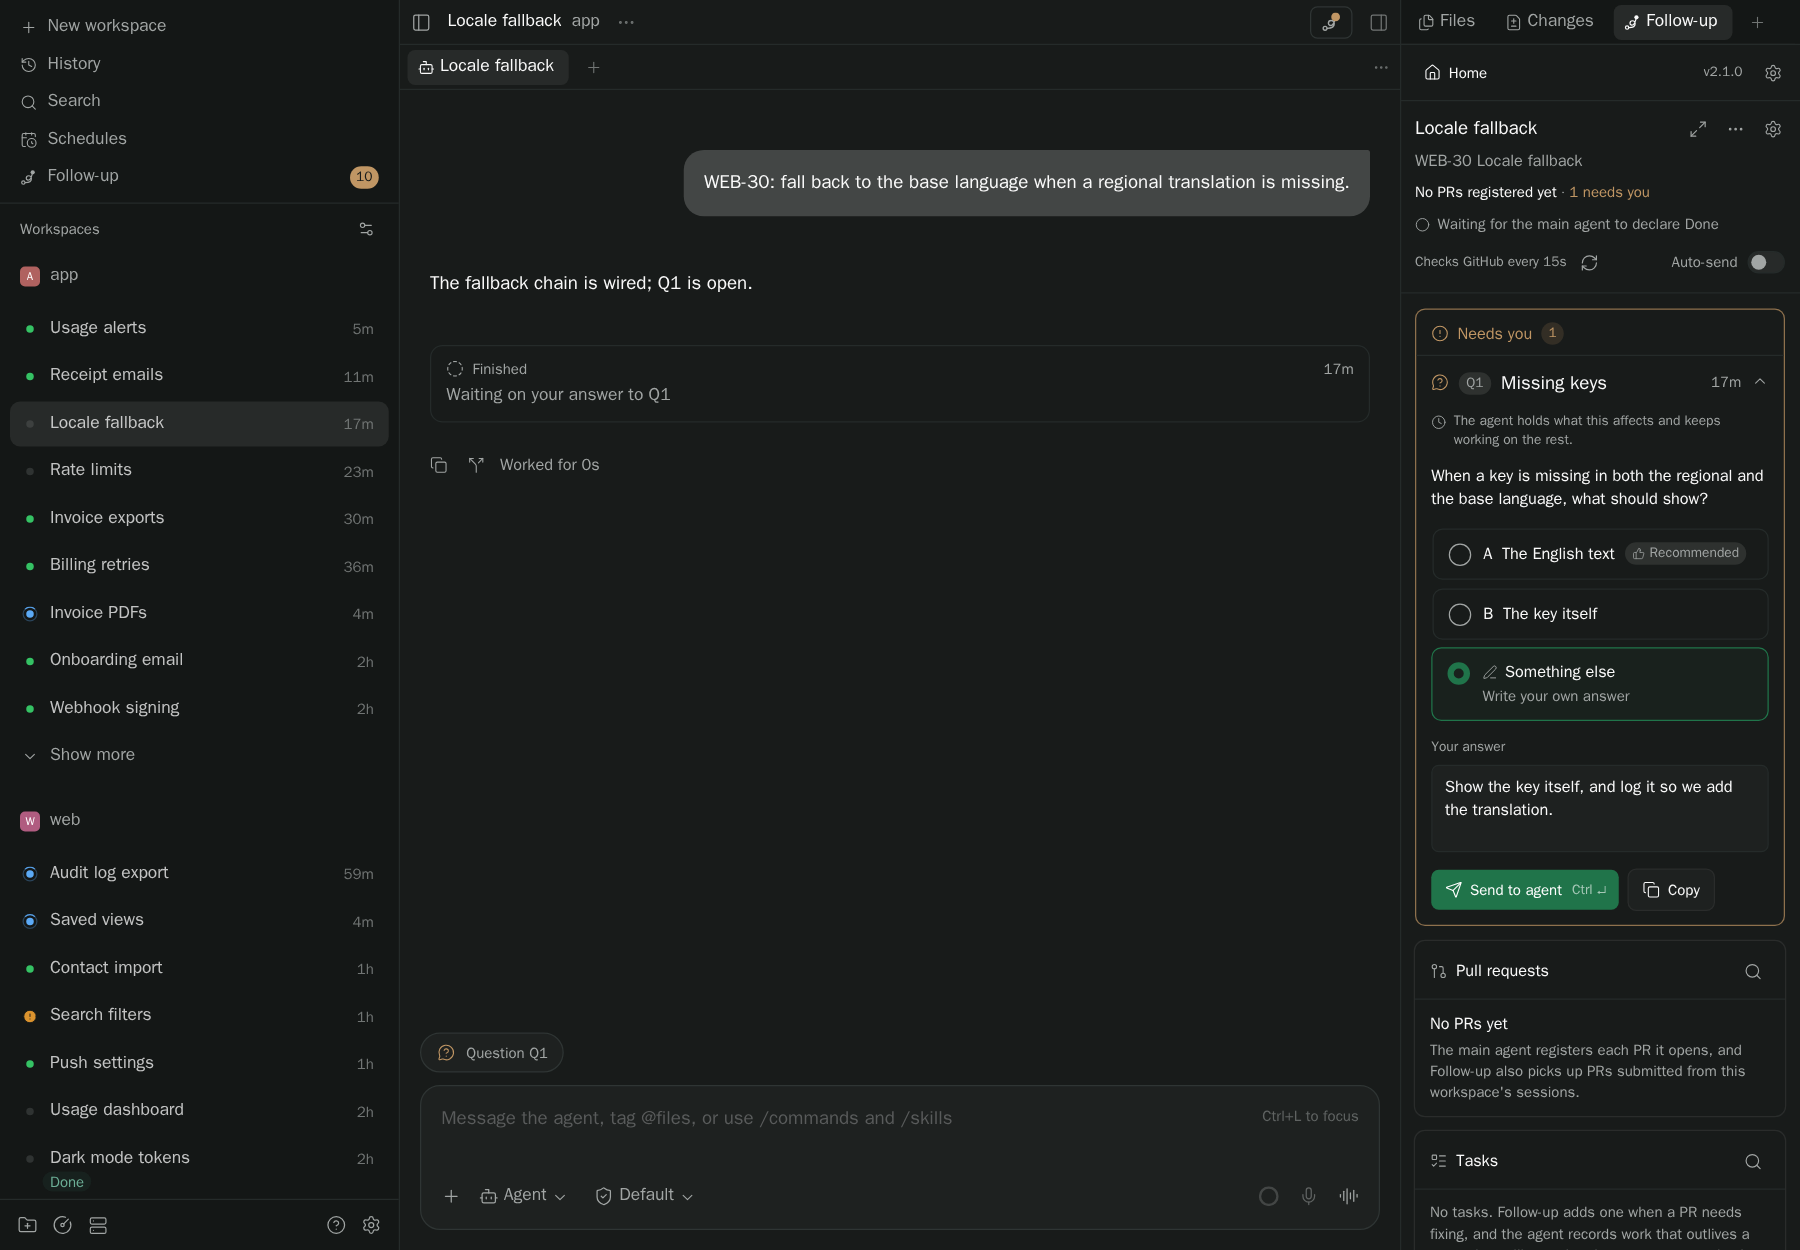 New workspace
History
Search
Schedules
Follow-up 10
Workspaces
A app
Usage alerts 5m
Receipt emails 11m
Locale fallback 17m
Rate limits 23m
Invoice exports 30m
Billing retries 36m
Invoice PDFs 4m
Onboarding email 2h
Webhook signing 2h
Show more
W web
Audit log export 59m
Saved views 4m
Contact import 1h
Search filters 1h
Push settings 1h
Usage dashboard 2h
Dark mode tokens 2h
Done
Locale fallback app
Locale fallback
WEB-30: fall back to the base language when a regional translation is missing.
The fallback chain is wired; Q1 is open.
Finished 17m
Waiting on your answer to Q1
Worked for 0s
Question Q1
Message the agent, tag @files, or use /commands and /skills
Ctrl+L to focus
Agent Default
Files Changes Follow-up
Home v2.1.0
Locale fallback
WEB-30 Locale fallback
No PRs registered yet · 1 needs you
Waiting for the main agent to declare Done
Checks GitHub every 15s Auto-send
Needs you 1
Q1 Missing keys 17m
The agent holds what this affects and keeps
working on the rest.
When a key is missing in both the regional and
the base language, what should show?
A The English text Recommended
B The key itself
Something else
Write your own answer
Your answer
Show the key itself, and log it so we add
the translation.
Send to agent Ctrl ⏎ Copy
Pull requests
No PRs yet
The main agent registers each PR it opens, and
Follow-up also picks up PRs submitted from this
workspace's sessions.
Tasks
No tasks. Follow-up adds one when a PR needs
fixing, and the agent records work that outlives a